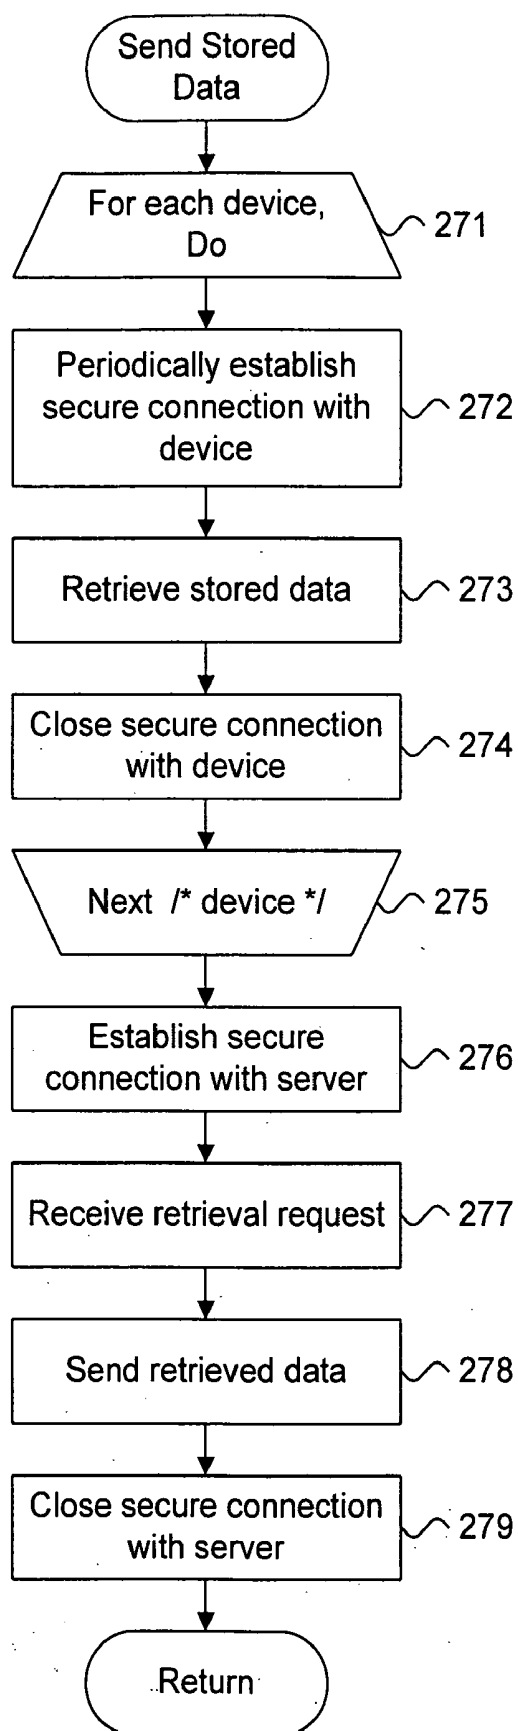 Send Stored
Data
For each device,
Do
271
Periodically establish
secure connection with
device
272
Retrieve stored data
273
Close secure connection
with device
274
Next /* device */
275
Establish secure
connection with server
276
Receive retrieval request
277
Send retrieved data
278
Close secure connection
with server
279
Return